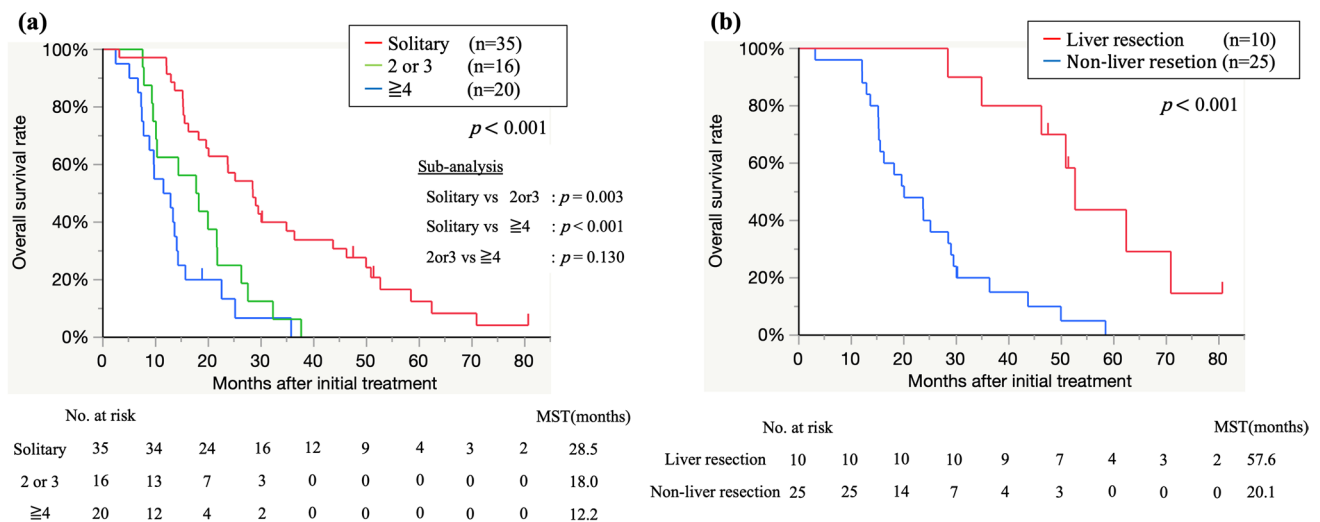 (a)
Solitary (n=35)
2 or 3 (n=16)
≧4 (n=20)
p < 0.001
Sub-analysis
Solitary vs 2or3 : p = 0.003
Solitary vs ≧4 : p < 0.001
2or3 vs ≧4 : p = 0.130
Overall survival rate
100%
80%
60%
40%
20%
0%
0 10 20 30 40 50 60 70 80
Months after initial treatment
No. at risk MST(months)
Solitary 35 34 24 16 12 9 4 3 2 28.5
2 or 3 16 13 7 3 0 0 0 0 0 18.0
≧4 20 12 4 2 0 0 0 0 0 12.2
(b)
Liver resection (n=10)
Non-liver resetion (n=25)
p < 0.001
Overall survival rate
100%
80%
60%
40%
20%
0%
0 10 20 30 40 50 60 70 80
Months after initial treatment
No. at risk MST(months)
Liver resection 10 10 10 10 9 7 4 3 2 57.6
Non-liver resection 25 25 14 7 4 3 0 0 0 20.1